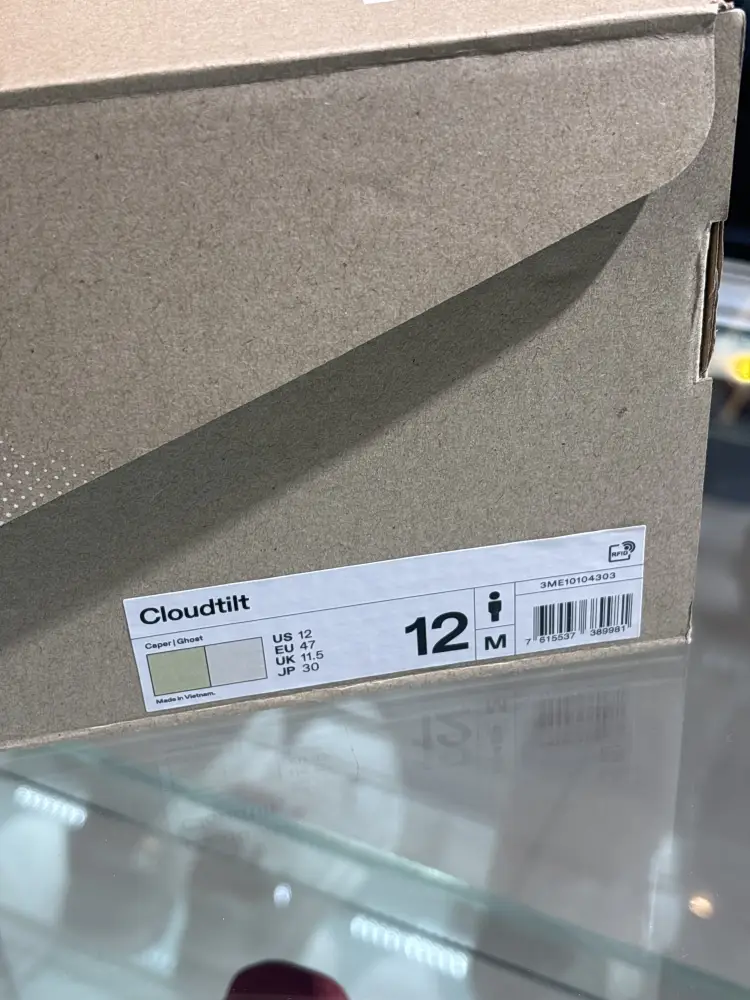 Cloudtilt
Caper | Ghost
US 12
EU 47
UK 11.5
JP 30
Made in Vietnam.
12
M
RFID
3ME10104303
7 615537 389981